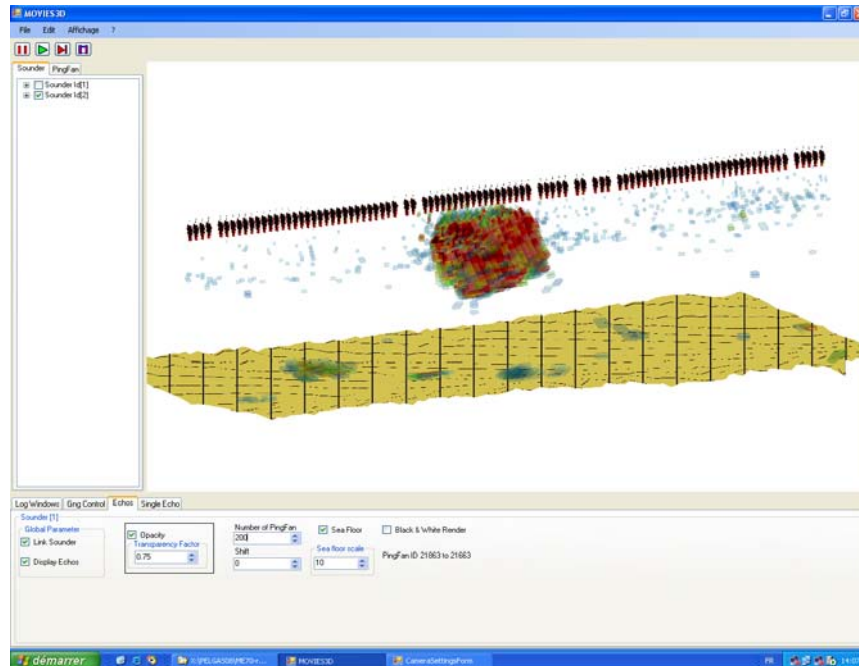 MOVIES3D
File Edit Affichage ?
Sounder PingFan
Sounder Id[1]
Sounder Id[2]
Log Windows Ging Control Echos Single Echo
Sounder [1]
Global Parameter
Link Sounder
Display Echos
Opacity
Transparency Factor
0.75
Number of PingFan
200
Shift
0
Sea Floor
Sea floor scale
10
Black & White Render
PingFan ID 21863 to 21663
démarrer
MOVIES3D
CameraSettingsForm
FR